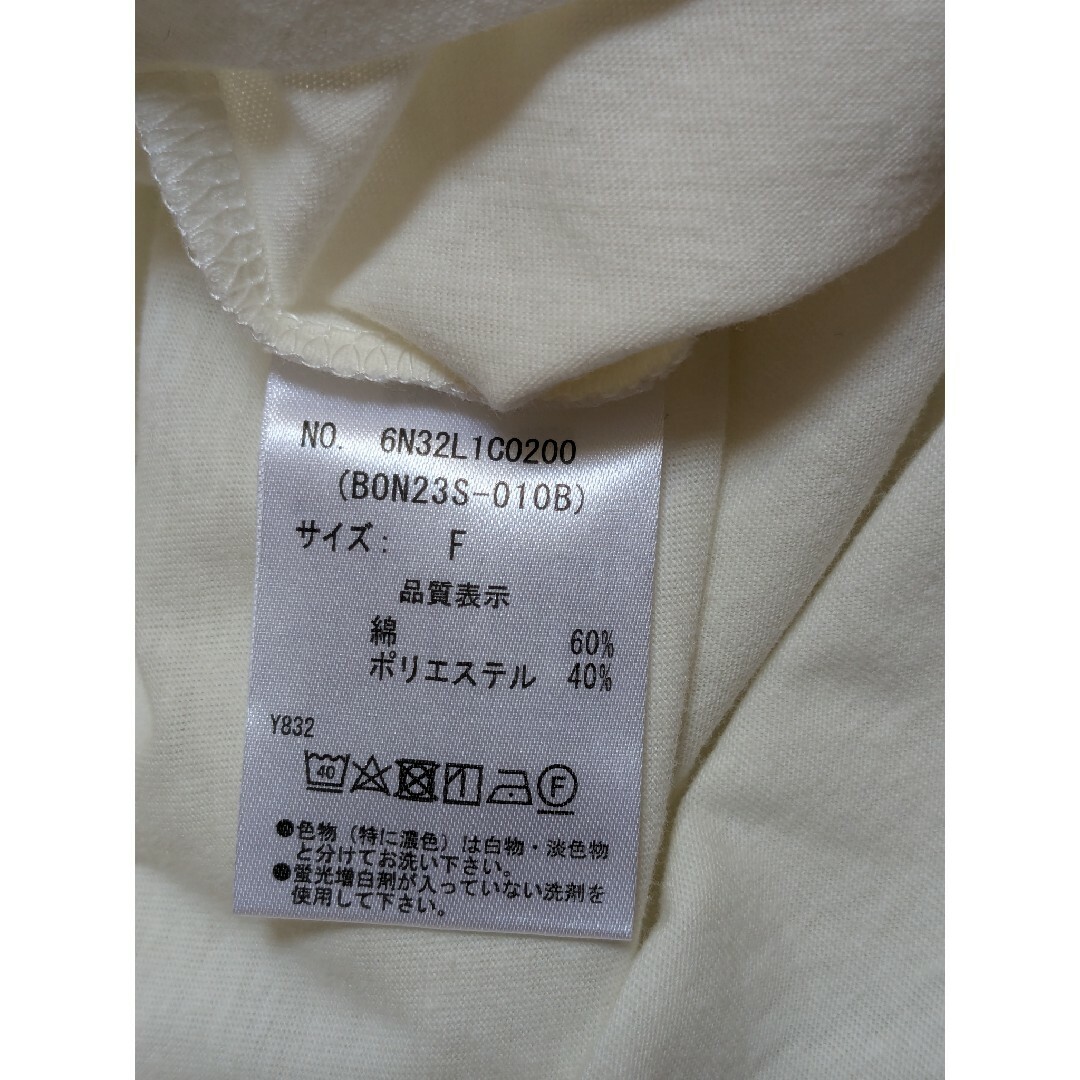 NO. 6N32L1C0200
(BON23S-010B)
サイズ: F
品質表示
綿 60%
ポリエステル 40%
Y832
40 F
●色物(特に濃色)は白物・淡色物
と分けてお洗い下さい。
●蛍光増白剤が入っていない洗剤を
使用して下さい。